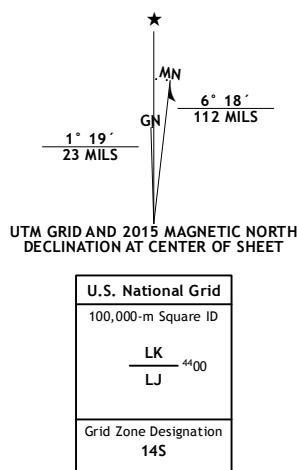 ★
MN
GN
6° 18´
112 MILS
1° 19´
23 MILS
UTM GRID AND 2015 MAGNETIC NORTH
DECLINATION AT CENTER OF SHEET
U.S. National Grid
100,000-m Square ID
LK
⁴⁴00
LJ
Grid Zone Designation
14S